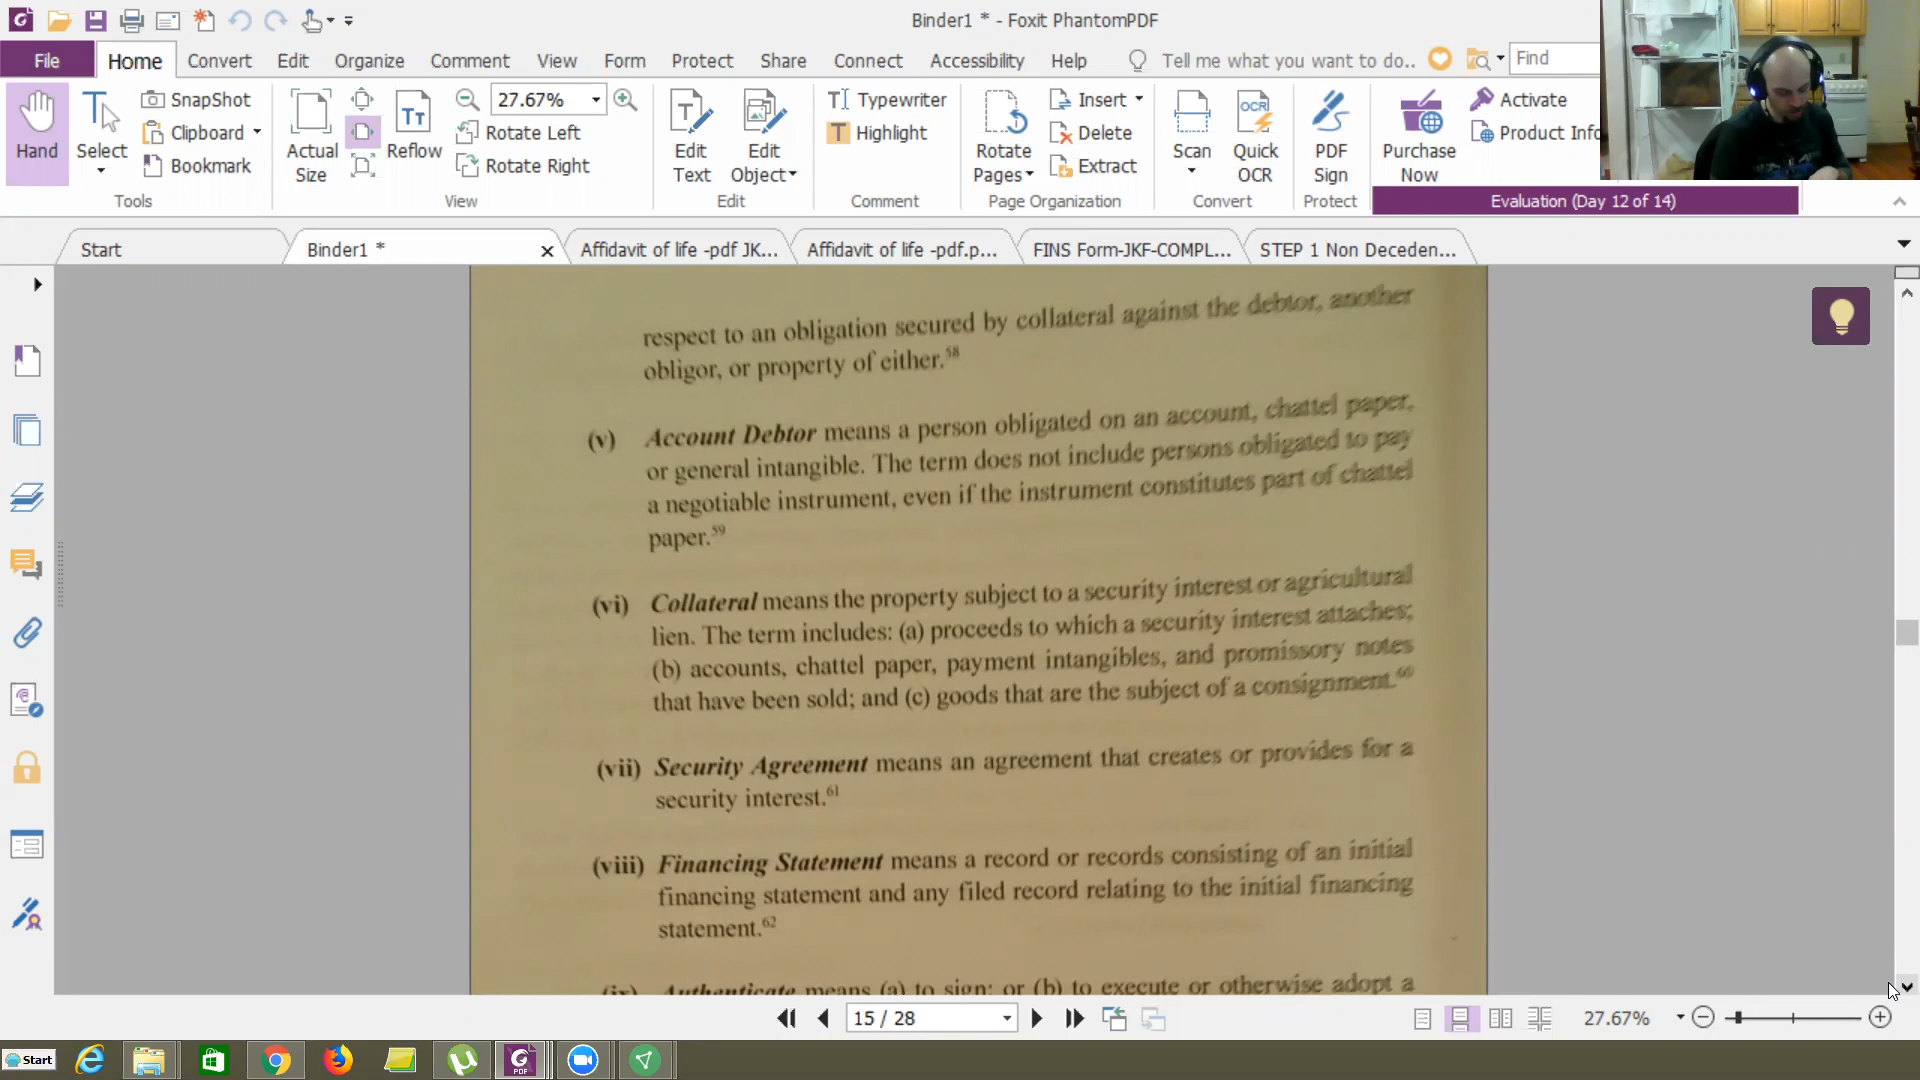 Binder1 * - Foxit PhantomPDF
File Home Convert Edit Organize Comment View Form Protect Share Connect Accessibility Help Tell me what you want to do.. Find
Hand
Select
SnapShot
Clipboard
Bookmark
Tools
Actual Size
Reflow
27.67%
Rotate Left
Rotate Right
View
Edit Text
Edit Object
Edit
Typewriter
Highlight
Comment
Rotate Pages
Insert
Delete
Extract
Page Organization
Scan
Quick OCR
Convert
PDF Sign
Protect
Purchase Now
Activate
Product Info
Evaluation (Day 12 of 14)
Start Binder1 * Affidavit of life -pdf JK... Affidavit of life -pdf.p... FINS Form-JKF-COMPL... STEP 1 Non Deceden...
respect to an obligation secured by collateral against the debtor, another
obligor, or property of either.58
(v) Account Debtor means a person obligated on an account, chattel paper,
or general intangible. The term does not include persons obligated to pay
a negotiable instrument, even if the instrument constitutes part of chattel
paper.59
(vi) Collateral means the property subject to a security interest or agricultural
lien. The term includes: (a) proceeds to which a security interest attaches;
(b) accounts, chattel paper, payment intangibles, and promissory notes
that have been sold; and (c) goods that are the subject of a consignment.60
(vii) Security Agreement means an agreement that creates or provides for a
security interest.61
(viii) Financing Statement means a record or records consisting of an initial
financing statement and any filed record relating to the initial financing
statement.62
(ix) Authenticate means (a) to sign; or (b) to execute or otherwise adopt a
15 / 28
27.67%
Start